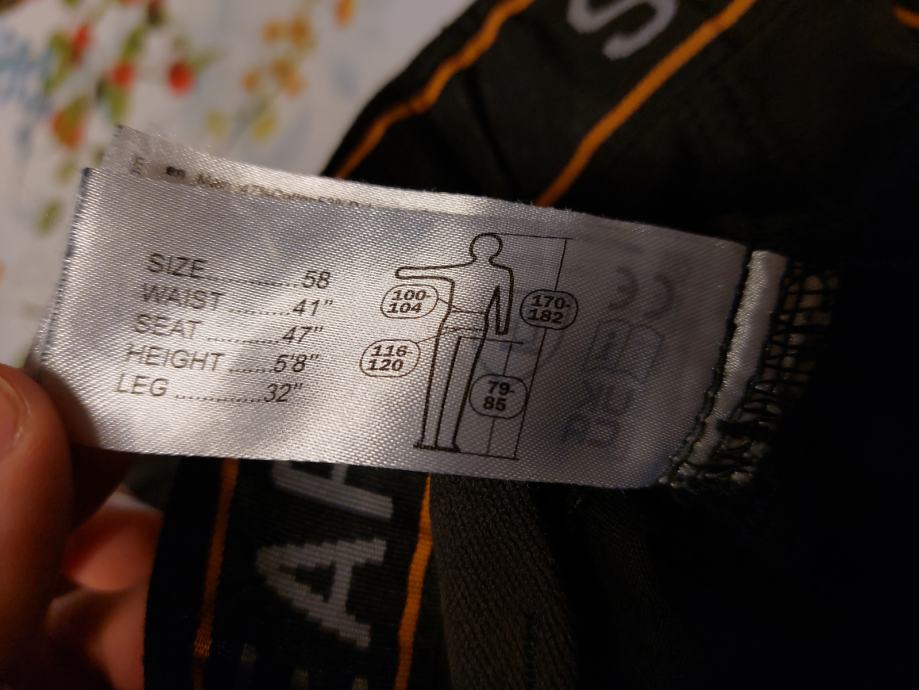 S
SIZE..............58
WAIST ...........41"
SEAT .............47"
HEIGHT .......5'8"
LEG ..............32"
100-
104
170-
182
116-
120
79-
85